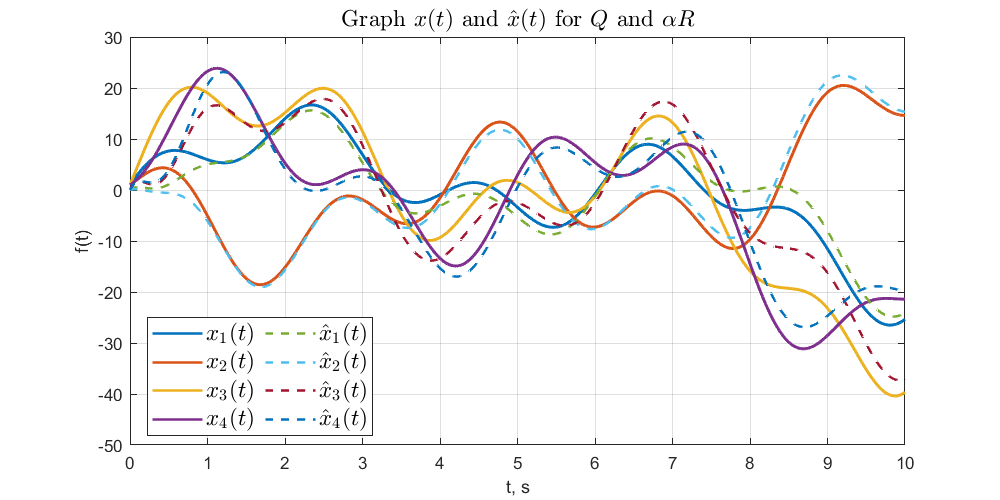 Graph x(t) and x̂(t) for Q and αR
30
20
10
0
-10
-20
-30
-40
-50
f(t)
x₁(t) x̂₁(t)
x₂(t) x̂₂(t)
x₃(t) x̂₃(t)
x₄(t) x̂₄(t)
0 1 2 3 4 5 6 7 8 9 10
t, s